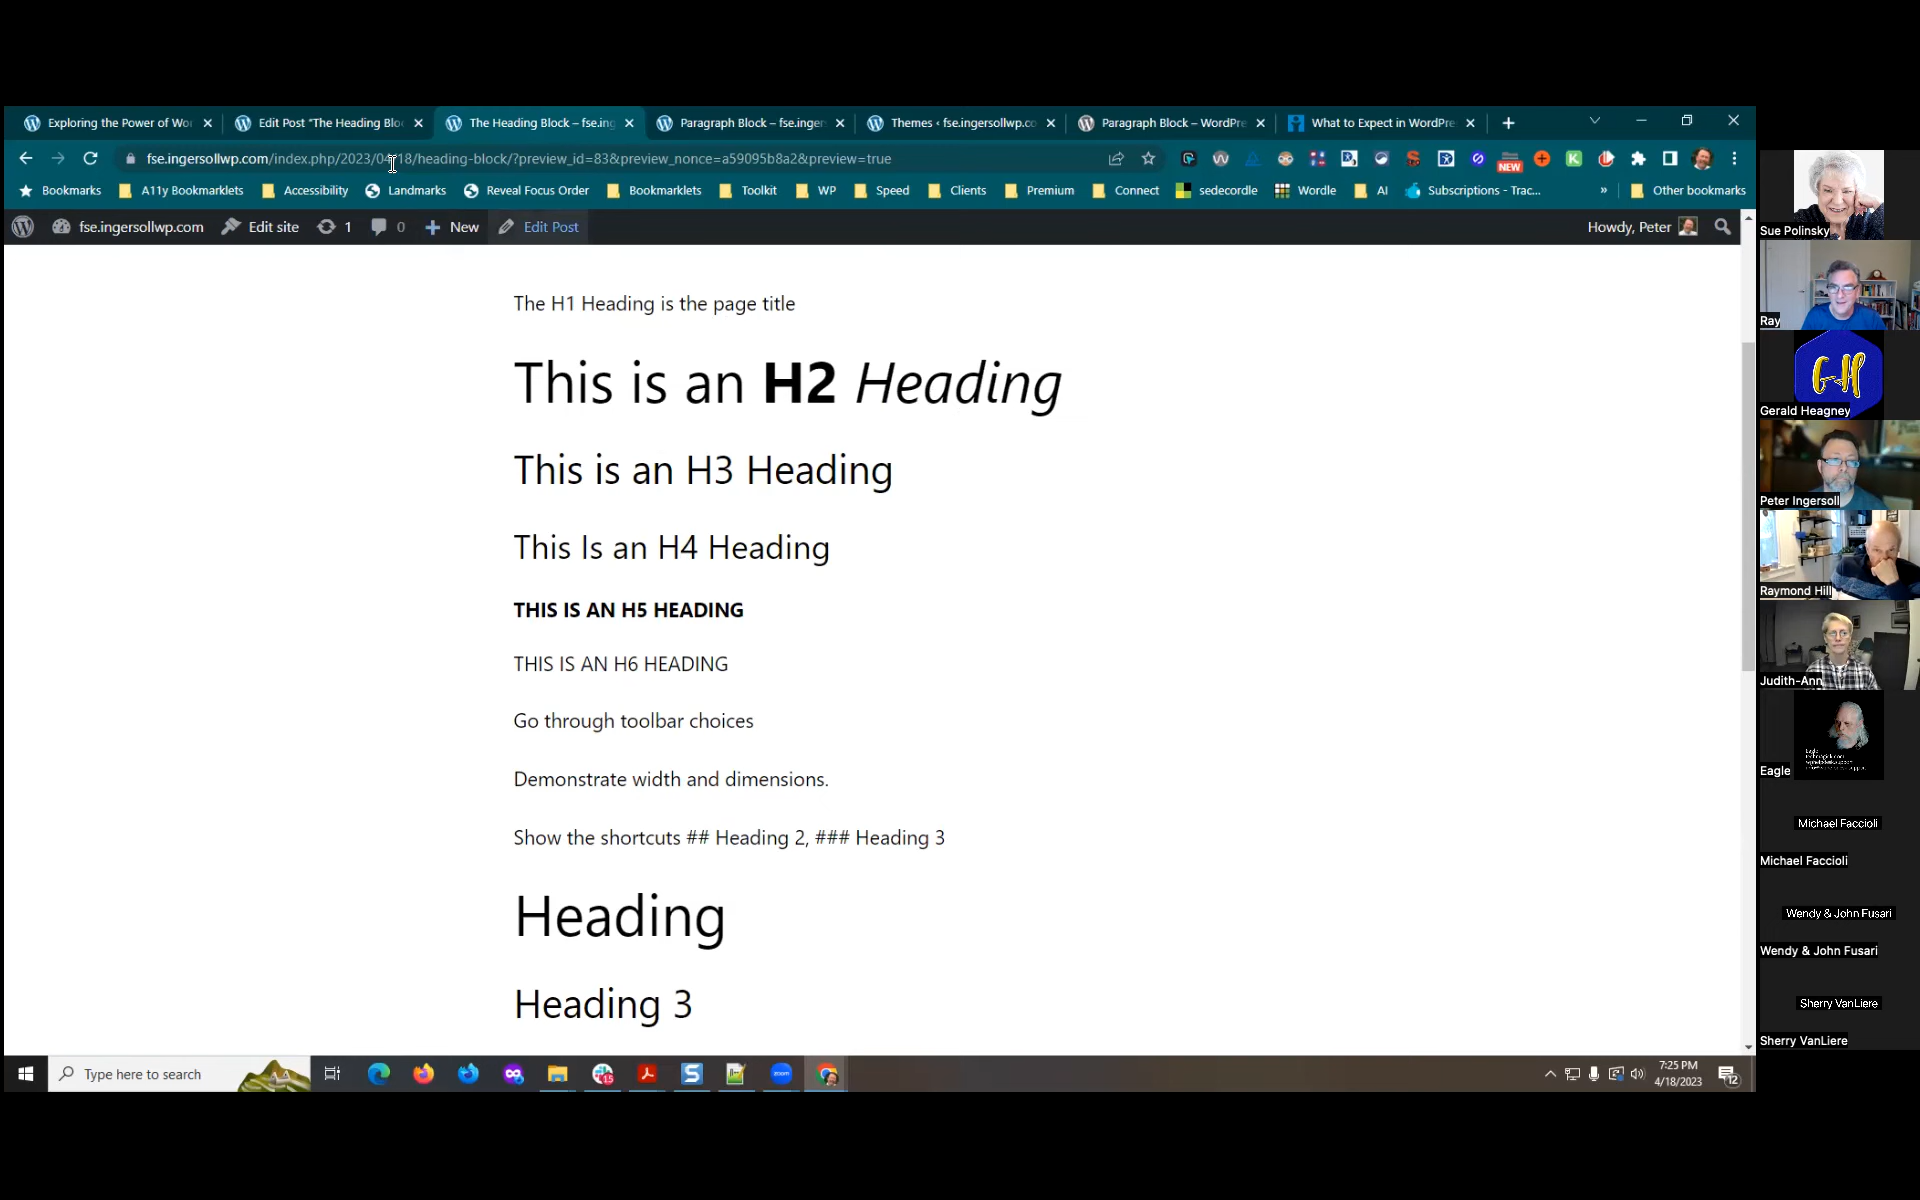 Exploring the Power of Wo
Edit Post "The Heading Blo
The Heading Block – fse.ing
Paragraph Block – fse.inger
Themes ‹ fse.ingersollwp.co
Paragraph Block – WordPre
What to Expect in WordPre
fse.ingersollwp.com/index.php/2023/04/18/heading-block/?preview_id=83&preview_nonce=a59095b8a2&preview=true
NEW
Bookmarks
A11y Bookmarklets
Accessibility
Landmarks
Reveal Focus Order
Bookmarklets
Toolkit
WP
Speed
Clients
Premium
Connect
sedecordle
Wordle
AI
Subscriptions - Trac...
»
Other bookmarks
fse.ingersollwp.com
Edit site
1
0
New
Edit Post
Howdy, Peter
The H1 Heading is the page title
This is an H2 Heading
This is an H3 Heading
This Is an H4 Heading
THIS IS AN H5 HEADING
THIS IS AN H6 HEADING
Go through toolbar choices
Demonstrate width and dimensions.
Show the shortcuts ## Heading 2, ### Heading 3
Heading
Heading 3
Type here to search
15
zoom
7:25 PM
4/18/2023
12
Sue Polinsky
Ray
GH
Gerald Heagney
Peter Ingersoll
Raymond Hill
Judith-Ann
Eagle
Michael Faccioli
Michael Faccioli
Wendy & John Fusari
Wendy & John Fusari
Sherry VanLiere
Sherry VanLiere